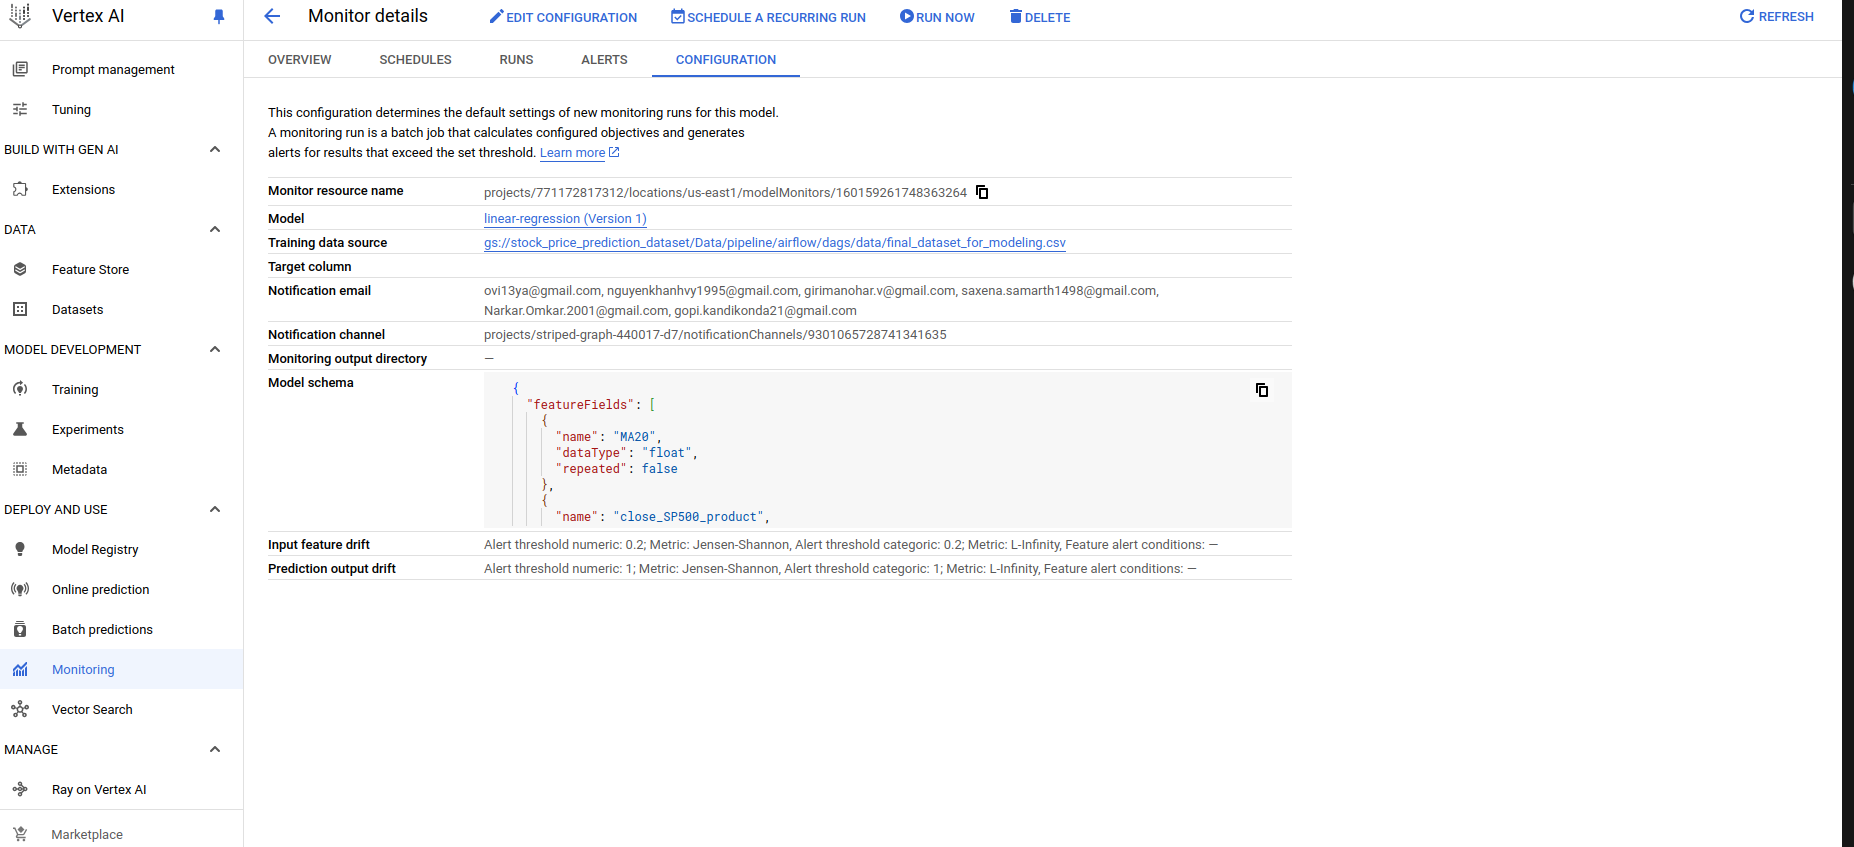 Vertex AI
Monitor details
EDIT CONFIGURATION
SCHEDULE A RECURRING RUN
RUN NOW
DELETE
REFRESH
Prompt management
Tuning
BUILD WITH GEN AI
Extensions
DATA
Feature Store
Datasets
MODEL DEVELOPMENT
Training
Experiments
Metadata
DEPLOY AND USE
Model Registry
Online prediction
Batch predictions
Monitoring
Vector Search
MANAGE
Ray on Vertex AI
Marketplace
OVERVIEW
SCHEDULES
RUNS
ALERTS
CONFIGURATION
This configuration determines the default settings of new monitoring runs for this model.
A monitoring run is a batch job that calculates configured objectives and generates
alerts for results that exceed the set threshold. Learn more
Monitor resource name projects/771172817312/locations/us-east1/modelMonitors/160159261748363264
Model linear-regression (Version 1)
Training data source gs://stock_price_prediction_dataset/Data/pipeline/airflow/dags/data/final_dataset_for_modeling.csv
Target column
Notification email ovi13ya@gmail.com, nguyenkhanhvy1995@gmail.com, girimanohar.v@gmail.com, saxena.samarth1498@gmail.com,
Narkar.Omkar.2001@gmail.com, gopi.kandikonda21@gmail.com
Notification channel projects/striped-graph-440017-d7/notificationChannels/9301065728741341635
Monitoring output directory —
Model schema
{
"featureFields": [
{
"name": "MA20",
"dataType": "float",
"repeated": false
},
{
"name": "close_SP500_product",
Input feature drift Alert threshold numeric: 0.2; Metric: Jensen-Shannon, Alert threshold categoric: 0.2; Metric: L-Infinity, Feature alert conditions: —
Prediction output drift Alert threshold numeric: 1; Metric: Jensen-Shannon, Alert threshold categoric: 1; Metric: L-Infinity, Feature alert conditions: —